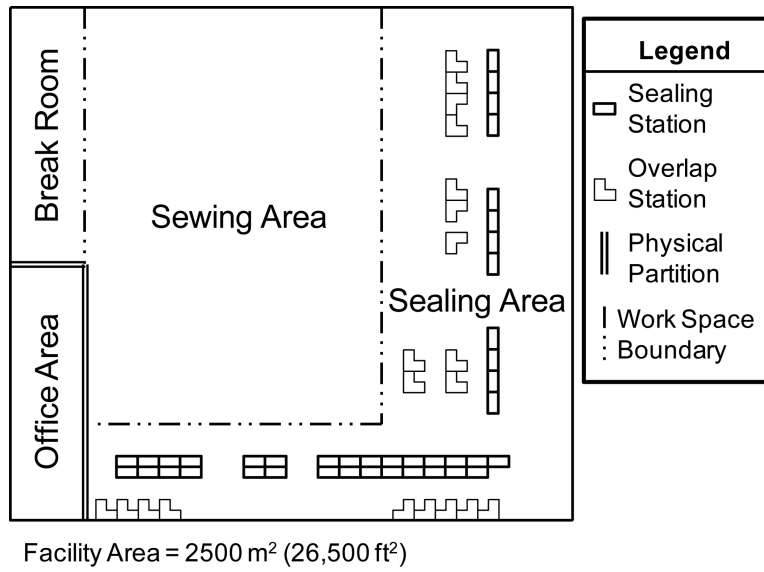 Break Room
Sewing Area
Sealing Area
Office Area
Legend
Sealing
Station
Overlap
Station
Physical
Partition
Work Space
Boundary
Facility Area = 2500 m² (26,500 ft²)